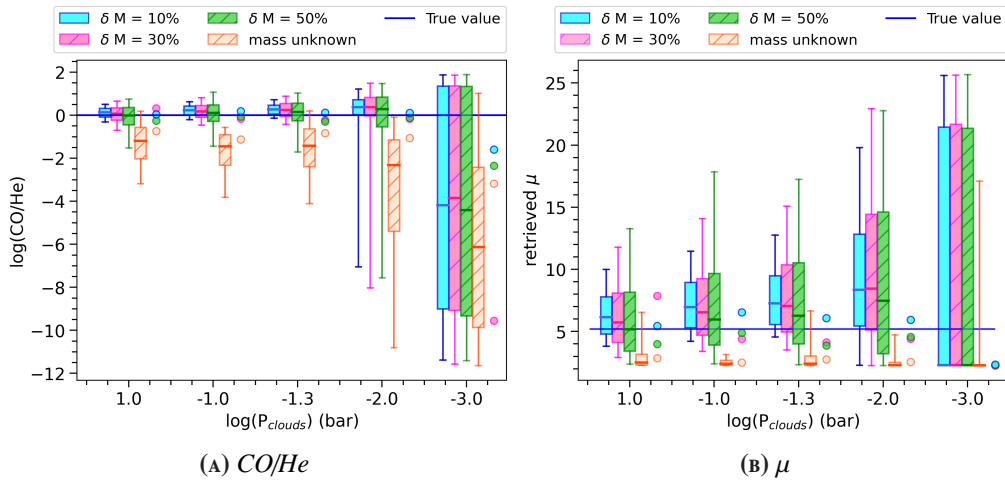 δ M = 10% δ M = 50% True value
δ M = 30% mass unknown
2
0
−2
−4
−6
−8
−10
−12
log(CO/He)
1.0 -1.0 -1.3 -2.0 -3.0
log(P_clouds) (bar)
(A) CO/He
δ M = 10% δ M = 50% True value
δ M = 30% mass unknown
25
20
15
10
5
retrieved μ
1.0 -1.0 -1.3 -2.0 -3.0
log(P_clouds) (bar)
(B) μ